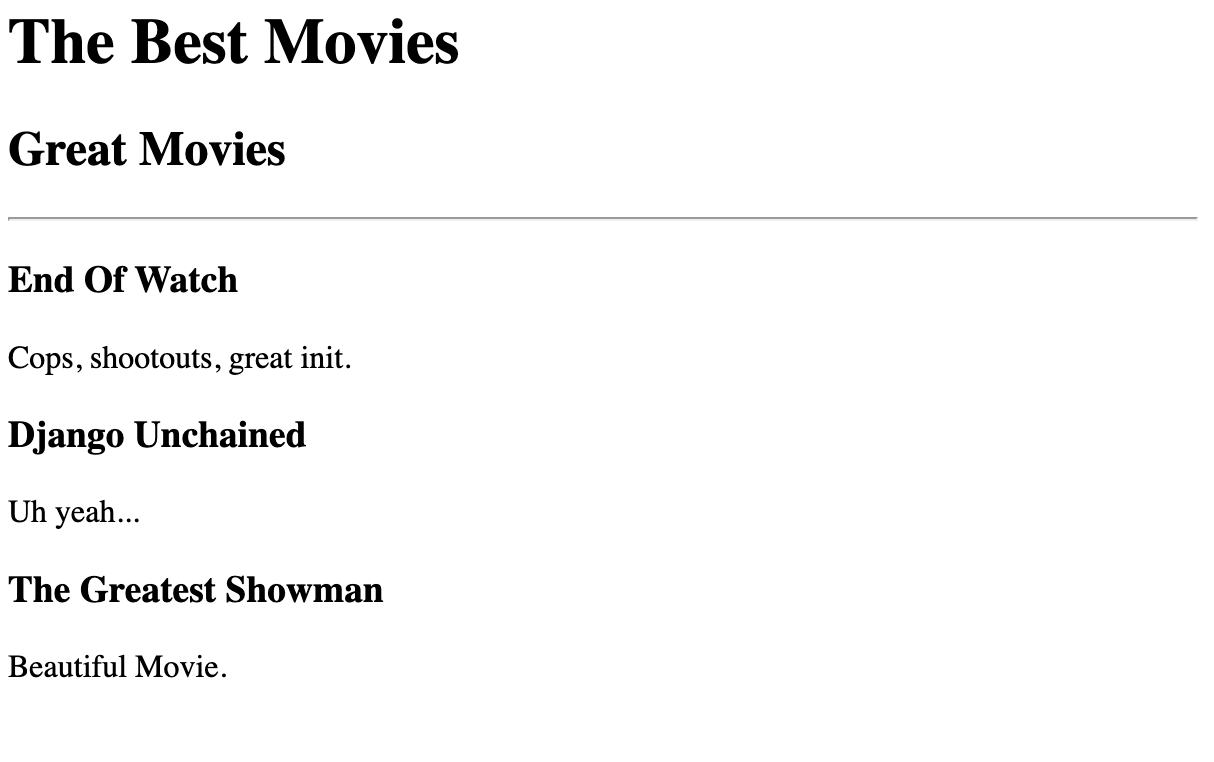 The Best Movies
Great Movies
End Of Watch
Cops, shootouts, great init.
Django Unchained
Uh yeah...
The Greatest Showman
Beautiful Movie.